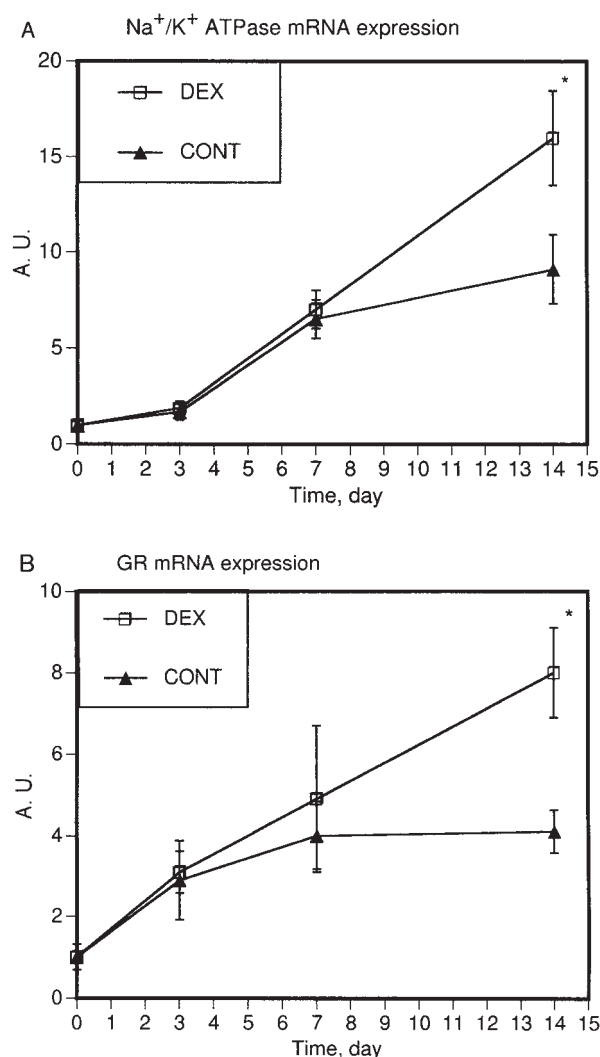 A
Na⁺/K⁺ ATPase mRNA expression
20
15
10
5
0
A. U.
DEX
CONT
*
0 1 2 3 4 5 6 7 8 9 10 11 12 13 14 15
Time, day
B
GR mRNA expression
10
8
6
4
2
0
A. U.
DEX
CONT
*
0 1 2 3 4 5 6 7 8 9 10 11 12 13 14 15
Time, day